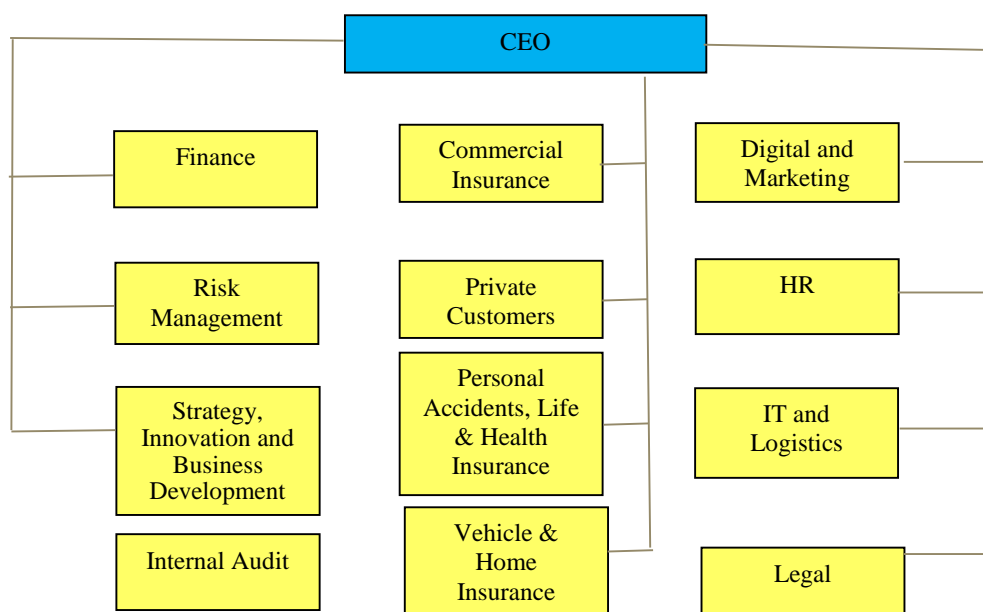 CEO
Finance
Commercial
Insurance
Digital and
Marketing
Risk
Management
Private
Customers
HR
Strategy,
Innovation and
Business
Development
Personal
Accidents, Life
& Health
Insurance
IT and
Logistics
Internal Audit
Vehicle &
Home
Insurance
Legal